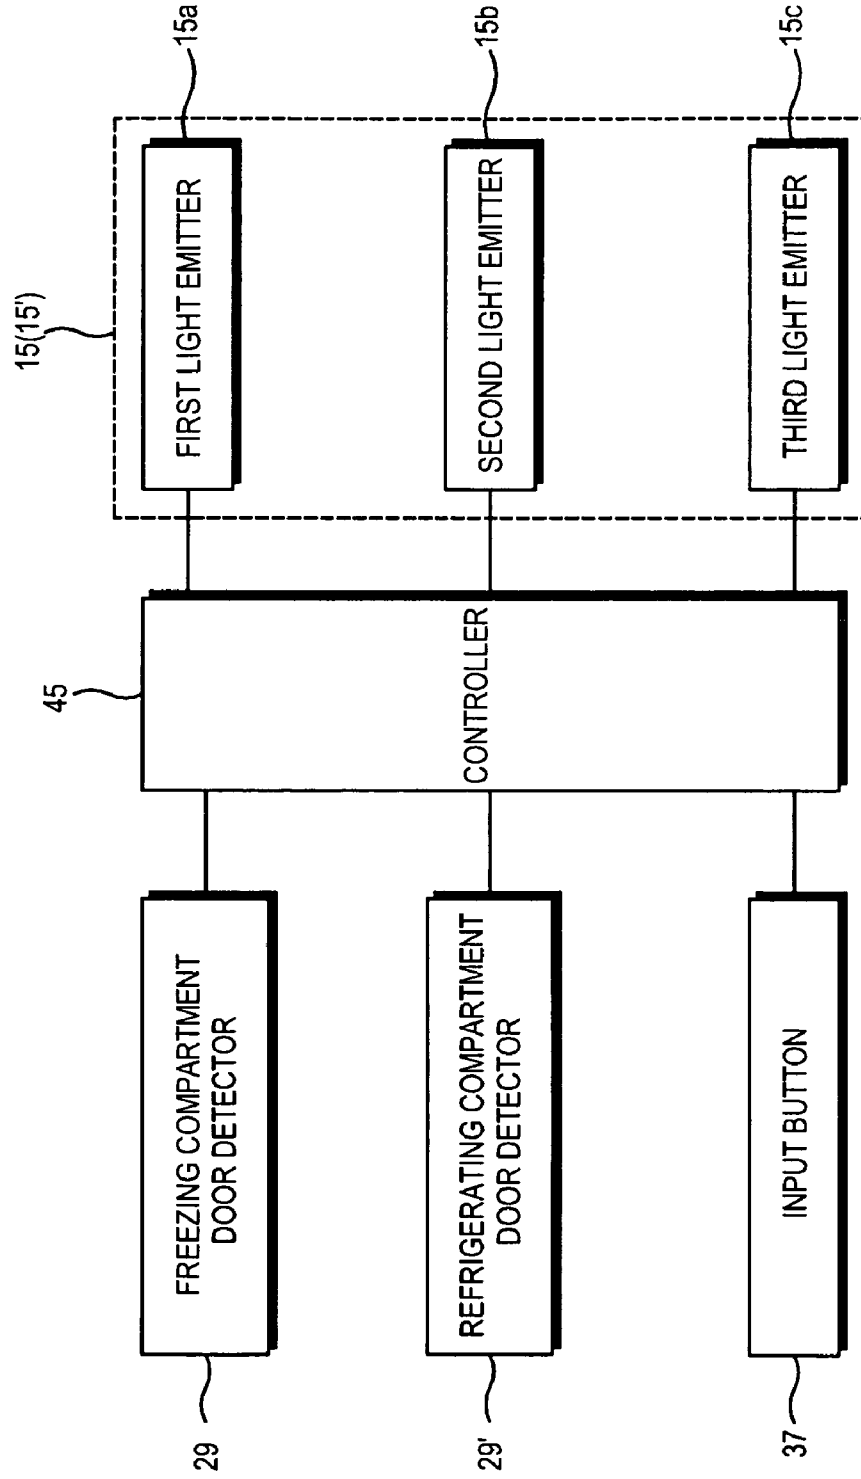 15(15')
45
FREEZING COMPARTMENT
DOOR DETECTOR
29
FIRST LIGHT EMITTER
15a
REFRIGERATING COMPARTMENT
DOOR DETECTOR
29'
CONTROLLER
SECOND LIGHT EMITTER
15b
INPUT BUTTON
37
THIRD LIGHT EMITTER
15c